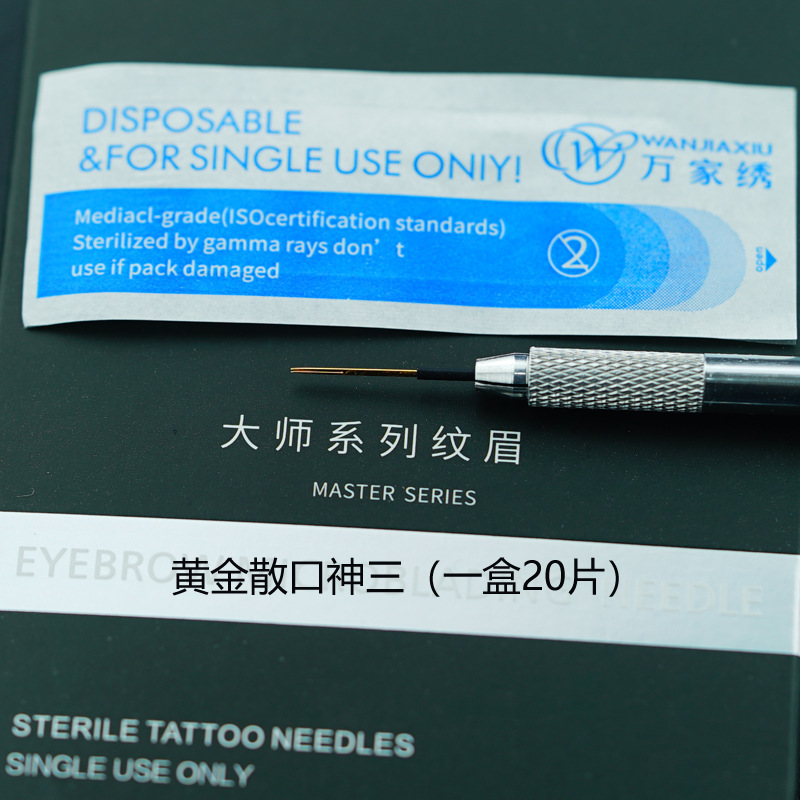 DISPOSABLE
&FOR SINGLE USE ONIY!
WANJIAXIU
万家绣
Mediacl-grade(ISOcertification standards)
Sterilized by gamma rays don't
use if pack damaged
2
open
大师系列纹眉
MASTER SERIES
黄金散口神三（一盒20片）
STERILE TATTOO NEEDLES
SINGLE USE ONLY